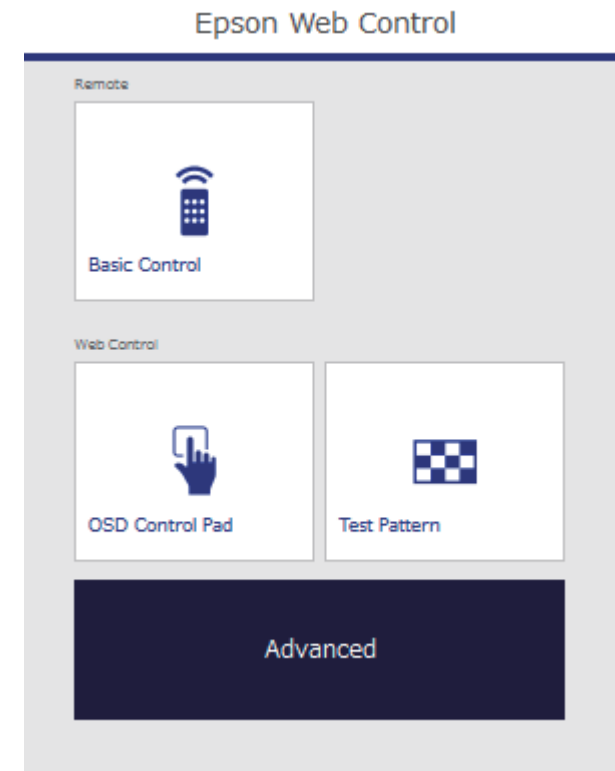 Epson Web Control
Remote
Basic Control
Web Control
OSD Control Pad
Test Pattern
Advanced